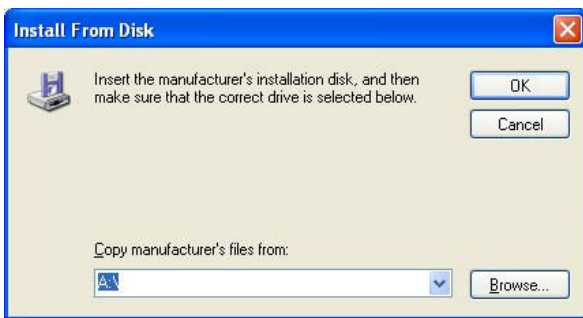 Install From Disk
Insert the manufacturer's installation disk, and then
make sure that the correct drive is selected below.
OK
Cancel
Copy manufacturer's files from:
A:\
Browse...